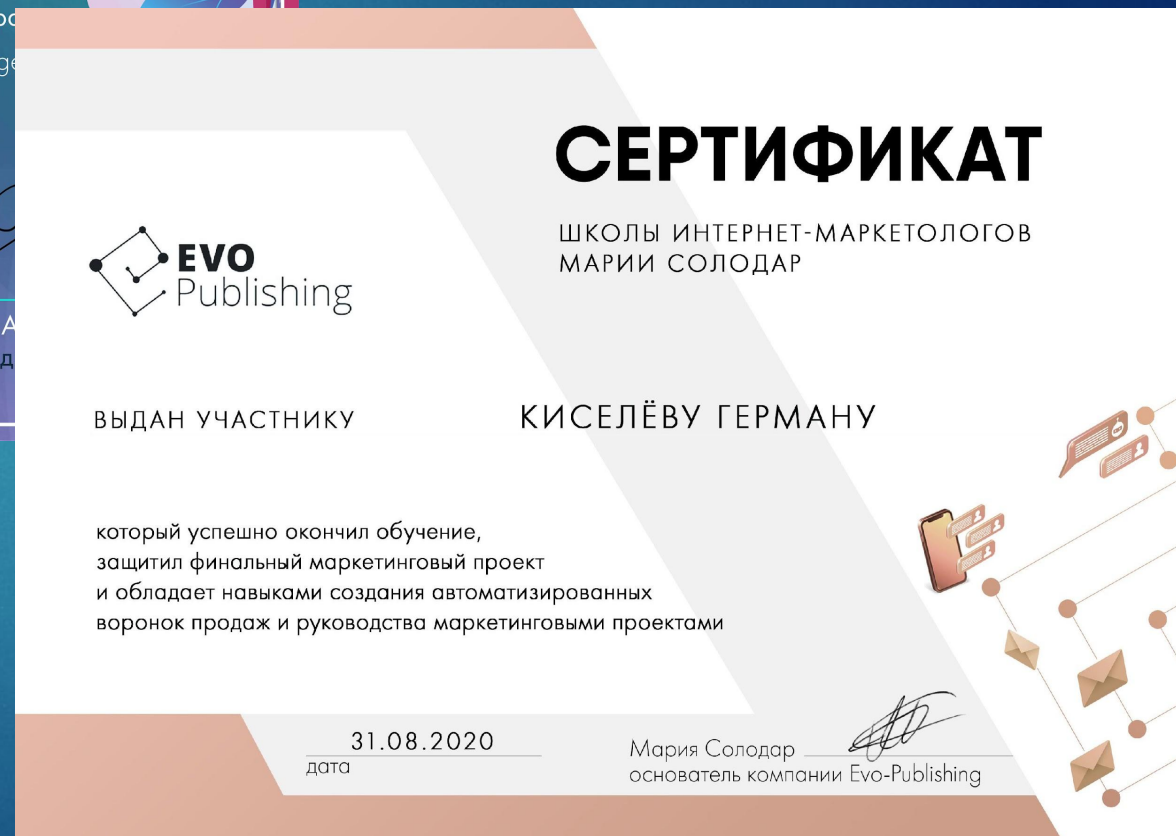 СЕРТИФИКАТ
ШКОЛЫ ИНТЕРНЕТ-МАРКЕТОЛОГОВ
МАРИИ СОЛОДАР
EVO
Publishing
ВЫДАН УЧАСТНИКУ
КИСЕЛЁВУ ГЕРМАНУ
который успешно окончил обучение,
защитил финальный маркетинговый проект
и обладает навыками создания автоматизированных
воронок продаж и руководства маркетинговыми проектами
31.08.2020
дата
Мария Солодар
основатель компании Evo-Publishing